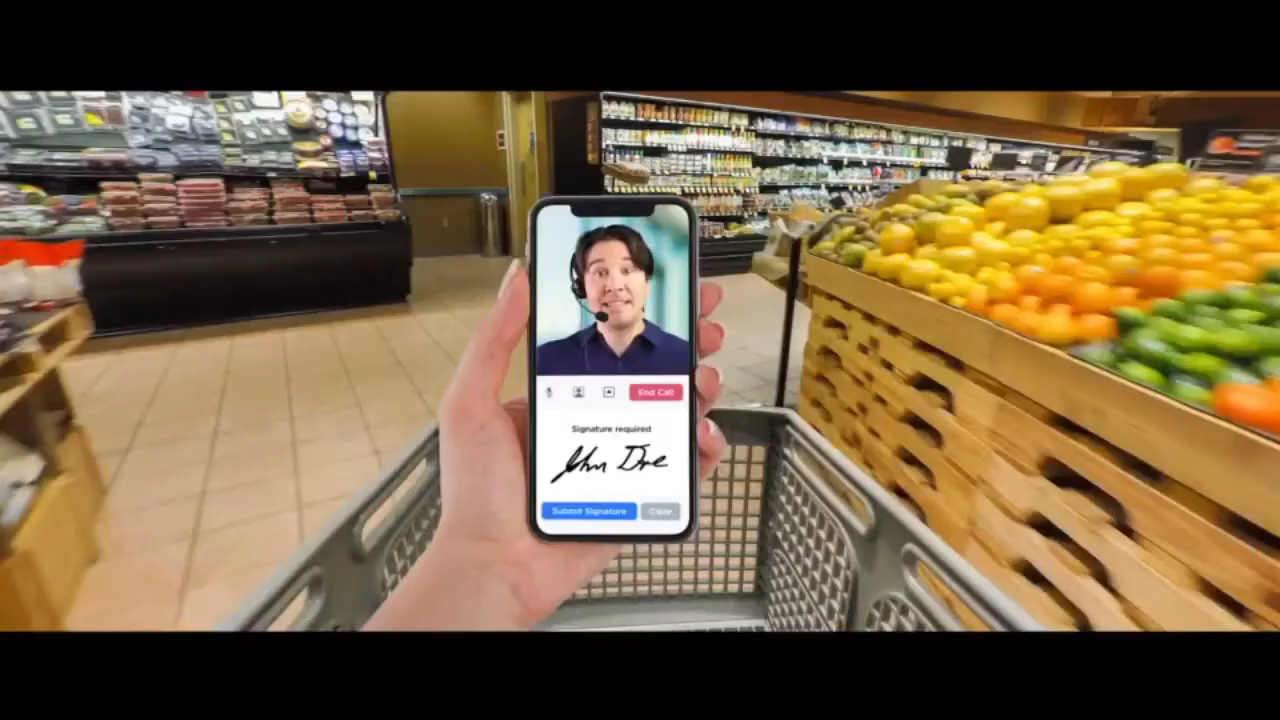 End Call
Signature required
John Doe
Submit Signature
Clear